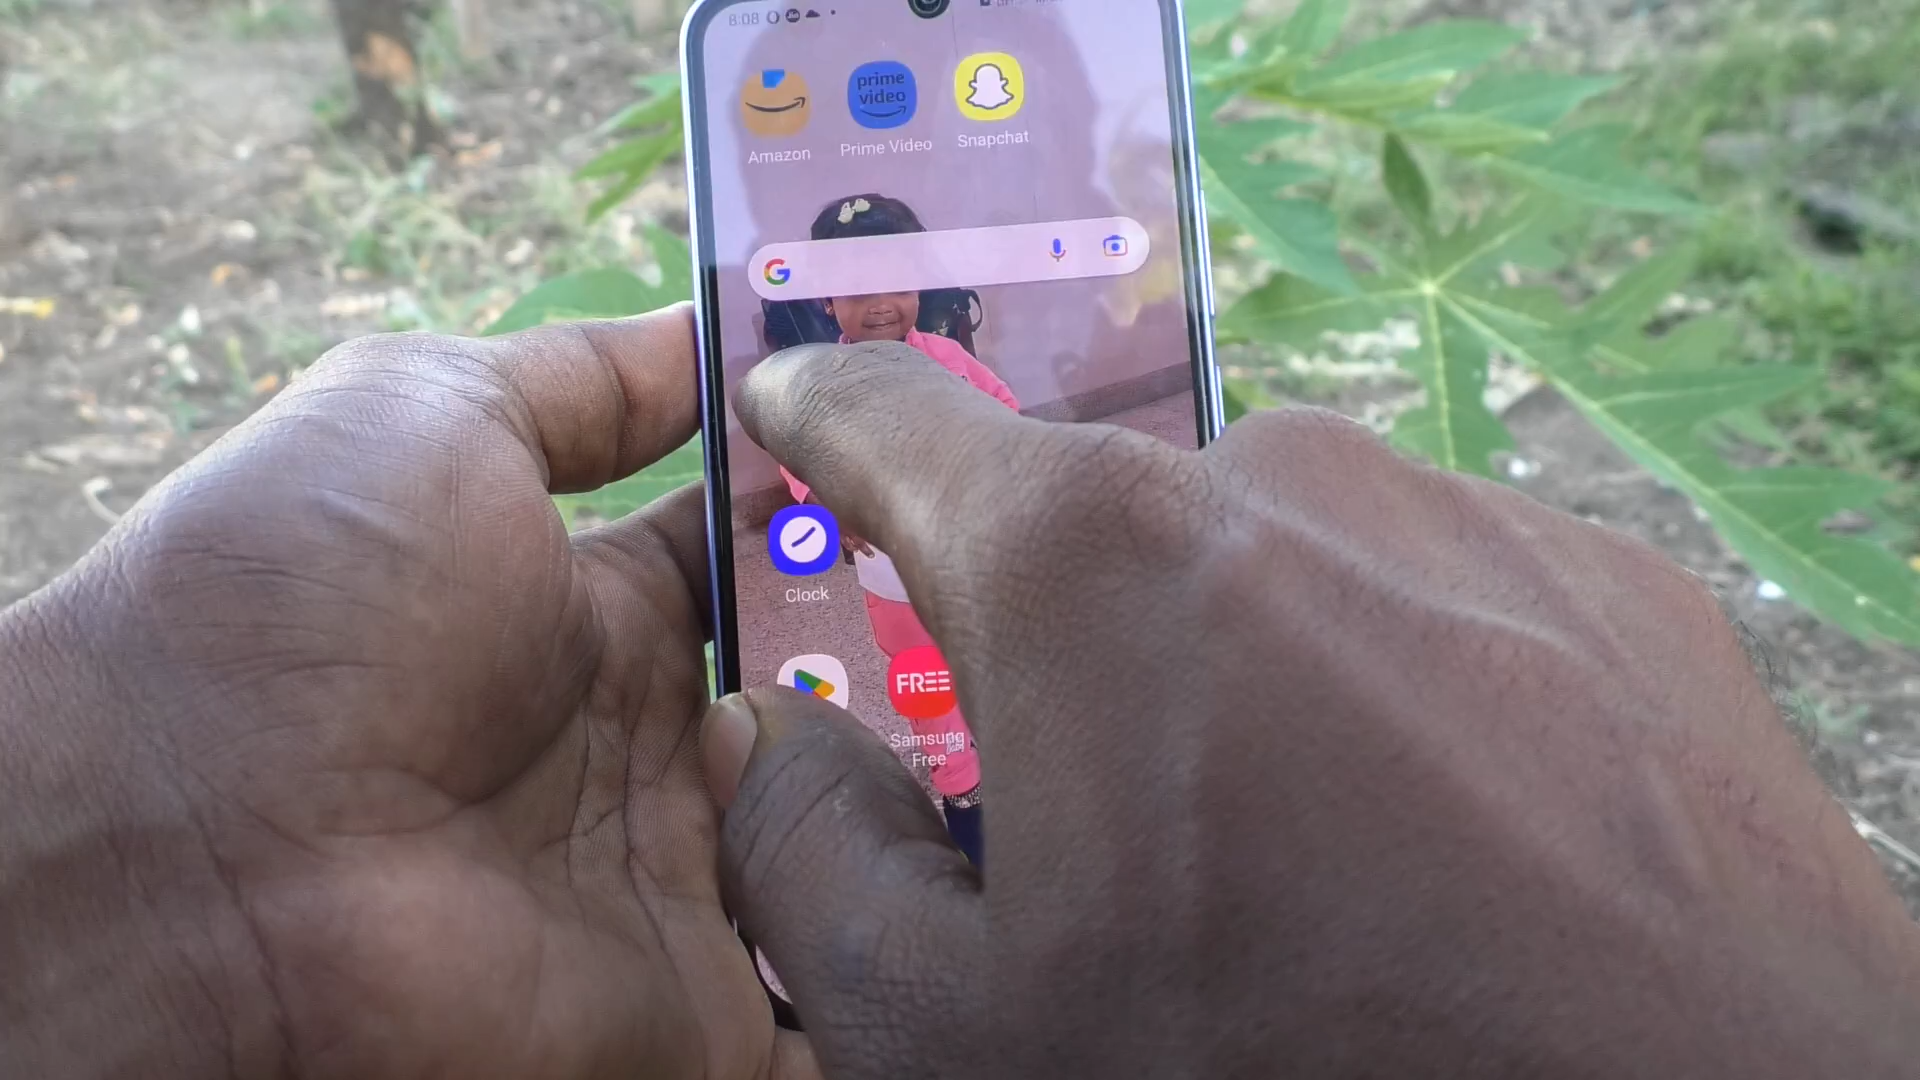 8:08
prime
video
Amazon
Prime Video
Snapchat
G
Clock
FREE
Samsung
Free